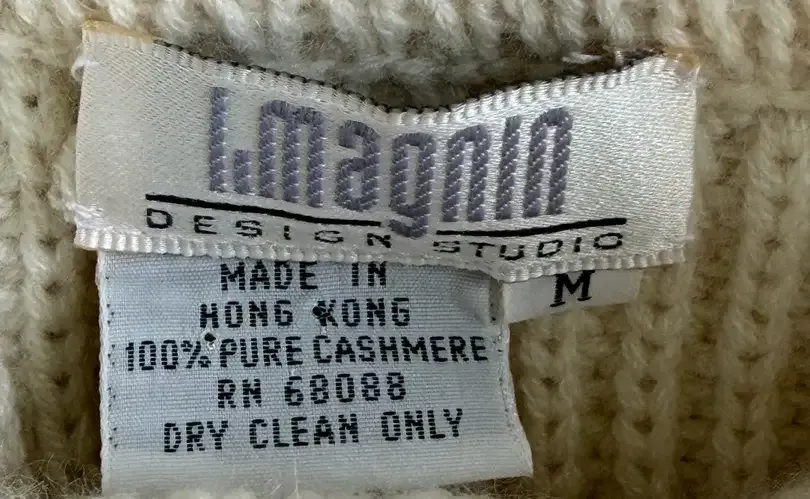 I.magnin
DESIGN STUDIO
M
MADE IN
HONG KONG
100% PURE CASHMERE
RN 68088
DRY CLEAN ONLY